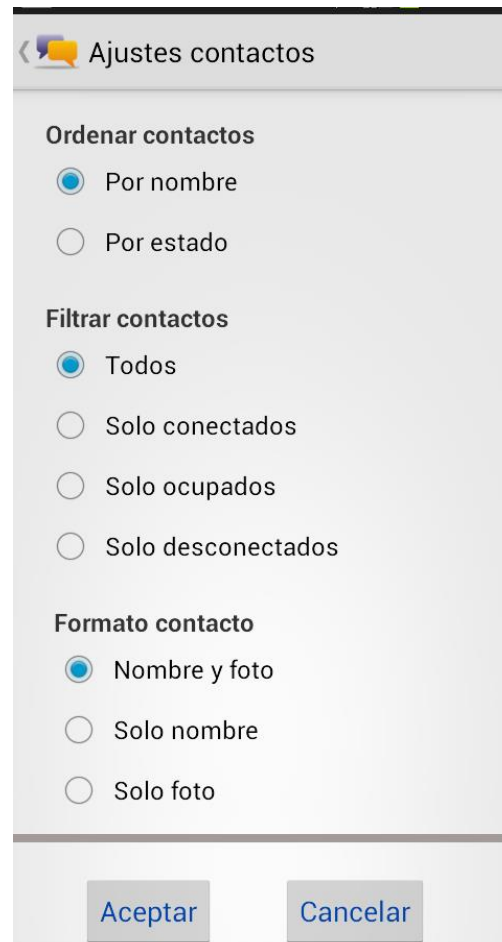 Ajustes contactos
Ordenar contactos
Por nombre
Por estado
Filtrar contactos
Todos
Solo conectados
Solo ocupados
Solo desconectados
Formato contacto
Nombre y foto
Solo nombre
Solo foto
Aceptar Cancelar